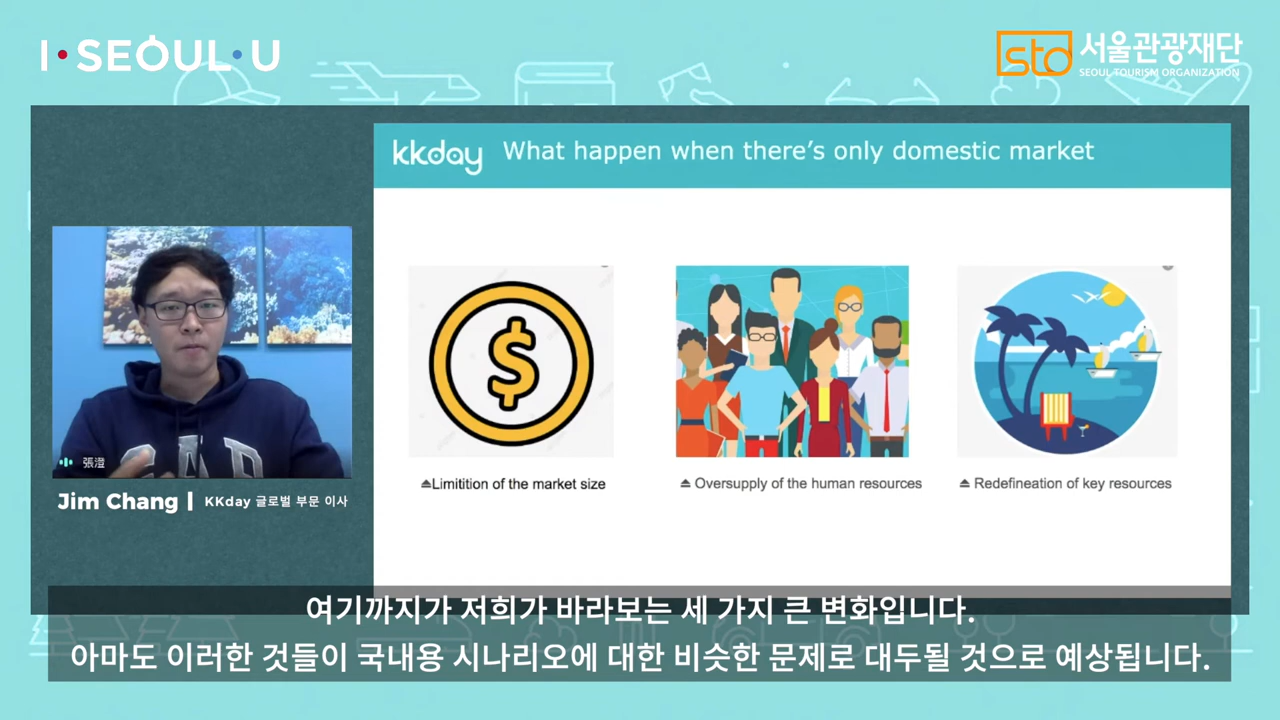 I·SEOUL·U
sto 서울관광재단
SEOUL TOURISM ORGANIZATION
kkday What happen when there's only domestic market
張澄
GAP
Jim Chang | KKday 글로벌 부문 이사
≜Limitition of the market size
≜ Oversupply of the human resources
≜ Redefineation of key resources
여기까지가 저희가 바라보는 세 가지 큰 변화입니다.
아마도 이러한 것들이 국내용 시나리오에 대한 비슷한 문제로 대두될 것으로 예상됩니다.